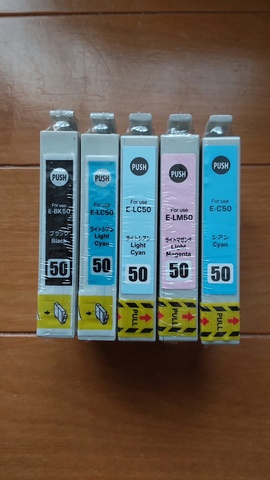 PUSH
For use
E-BK50
ブラック
Black
50
PUSH
For use
E-LC50
ライトシアン
Light
Cyan
50
PUSH
For use
E-LC50
ライトシアン
Light
Cyan
50
PULL
PUSH
For use
E-LM50
ライトマゼンタ
Light
Magenta
50
PULL
PUSH
For use
E-C50
シアン
Cyan
50
PULL